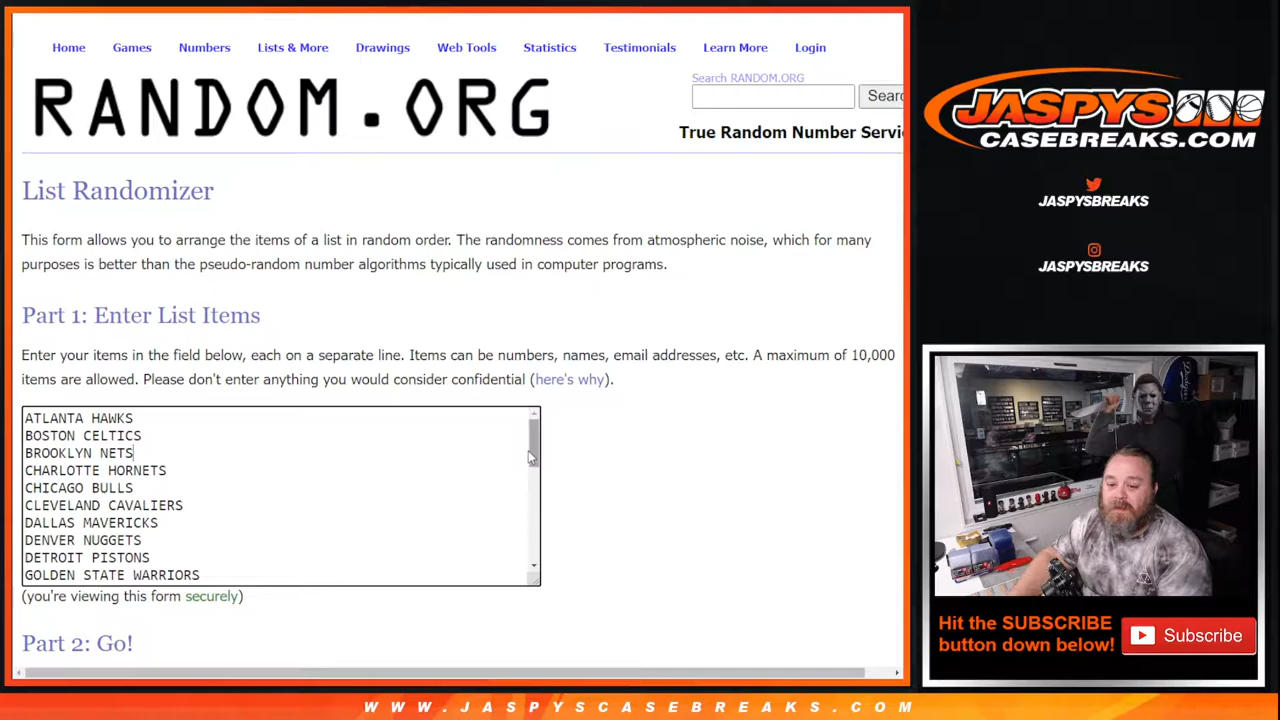 Home Games Numbers Lists & More Drawings Web Tools Statistics Testimonials Learn More Login
RANDOM.ORG
Search RANDOM.ORG
Searc
True Random Number Servi
List Randomizer
This form allows you to arrange the items of a list in random order. The randomness comes from atmospheric noise, which for many
purposes is better than the pseudo-random number algorithms typically used in computer programs.
Part 1: Enter List Items
Enter your items in the field below, each on a separate line. Items can be numbers, names, email addresses, etc. A maximum of 10,000
items are allowed. Please don't enter anything you would consider confidential (here's why).
ATLANTA HAWKS
BOSTON CELTICS
BROOKLYN NETS
CHARLOTTE HORNETS
CHICAGO BULLS
CLEVELAND CAVALIERS
DALLAS MAVERICKS
DENVER NUGGETS
DETROIT PISTONS
GOLDEN STATE WARRIORS
(you're viewing this form securely)
Part 2: Go!
JASPYS
CASEBREAKS.COM
JASPYSBREAKS
JASPYSBREAKS
Dodgers
Hit the SUBSCRIBE
button down below!
Subscribe
WWW.JASPYSCASEBREAKS.COM